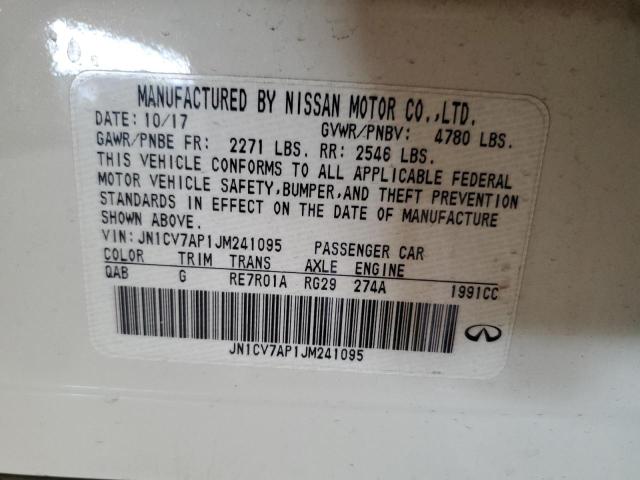 MANUFACTURED BY NISSAN MOTOR CO.,LTD.
DATE: 10/17 GVWR/PNBV: 4780 LBS.
GAWR/PNBE FR: 2271 LBS. RR: 2546 LBS.
THIS VEHICLE CONFORMS TO ALL APPLICABLE FEDERAL
MOTOR VEHICLE SAFETY,BUMPER,AND THEFT PREVENTION
STANDARDS IN EFFECT ON THE DATE OF MANUFACTURE
SHOWN ABOVE.
VIN: JN1CV7AP1JM241095 PASSENGER CAR
COLOR TRIM TRANS AXLE ENGINE
QAB G RE7R01A RG29 274A 1991CC
JN1CV7AP1JM241095